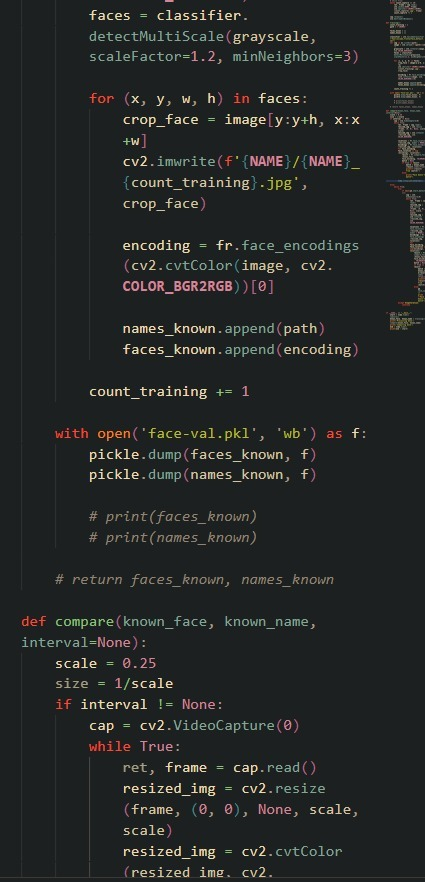 faces = classifier.
detectMultiScale(grayscale,
scaleFactor=1.2, minNeighbors=3)
for (x, y, w, h) in faces:
crop_face = image[y:y+h, x:x
+w]
cv2.imwrite(f'{NAME}/{NAME}_
{count_training}.jpg',
crop_face)
encoding = fr.face_encodings
(cv2.cvtColor(image, cv2.
COLOR_BGR2RGB))[0]
names_known.append(path)
faces_known.append(encoding)
count_training += 1
with open('face-val.pkl', 'wb') as f:
pickle.dump(faces_known, f)
pickle.dump(names_known, f)
# print(faces_known)
# print(names_known)
# return faces_known, names_known
def compare(known_face, known_name,
interval=None):
scale = 0.25
size = 1/scale
if interval != None:
cap = cv2.VideoCapture(0)
while True:
ret, frame = cap.read()
resized_img = cv2.resize
(frame, (0, 0), None, scale,
scale)
resized_img = cv2.cvtColor
(resized_img, cv2.